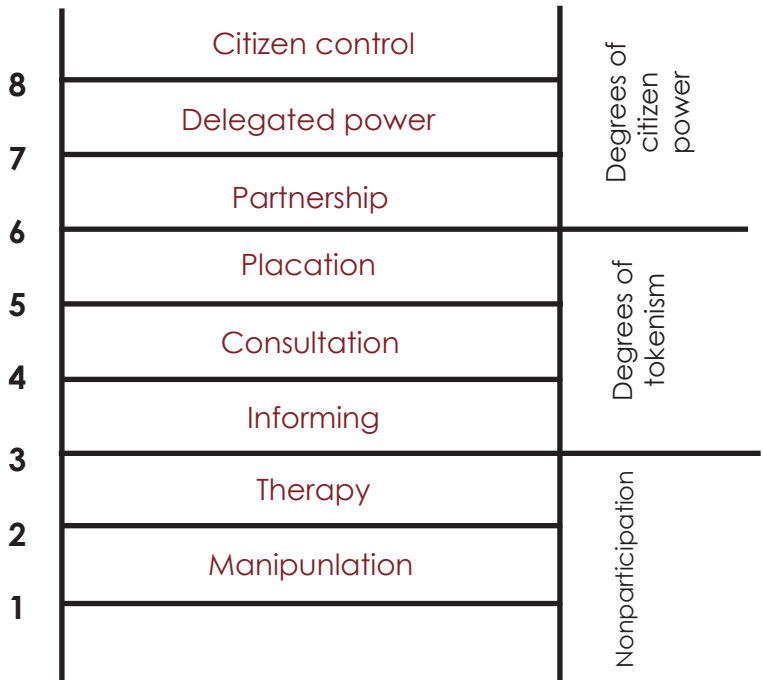 Citizen control
8
Delegated power
7
Partnership
6
Placation
5
Consultation
4
Informing
3
Therapy
2
Manipunlation
1
Degrees of
citizen
power
Degrees of
tokenism
Nonparticipation